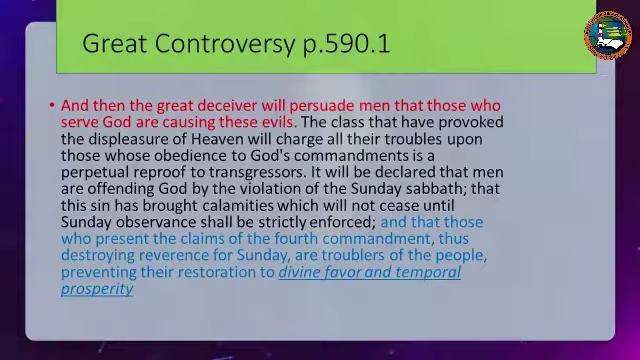 Great Controversy p.590.1
• And then the great deceiver will persuade men that those who
serve God are causing these evils. The class that have provoked
the displeasure of Heaven will charge all their troubles upon
those whose obedience to God's commandments is a
perpetual reproof to transgressors. It will be declared that men
are offending God by the violation of the Sunday sabbath; that
this sin has brought calamities which will not cease until
Sunday observance shall be strictly enforced; and that those
who present the claims of the fourth commandment, thus
destroying reverence for Sunday, are troublers of the people,
preventing their restoration to divine favor and temporal
prosperity